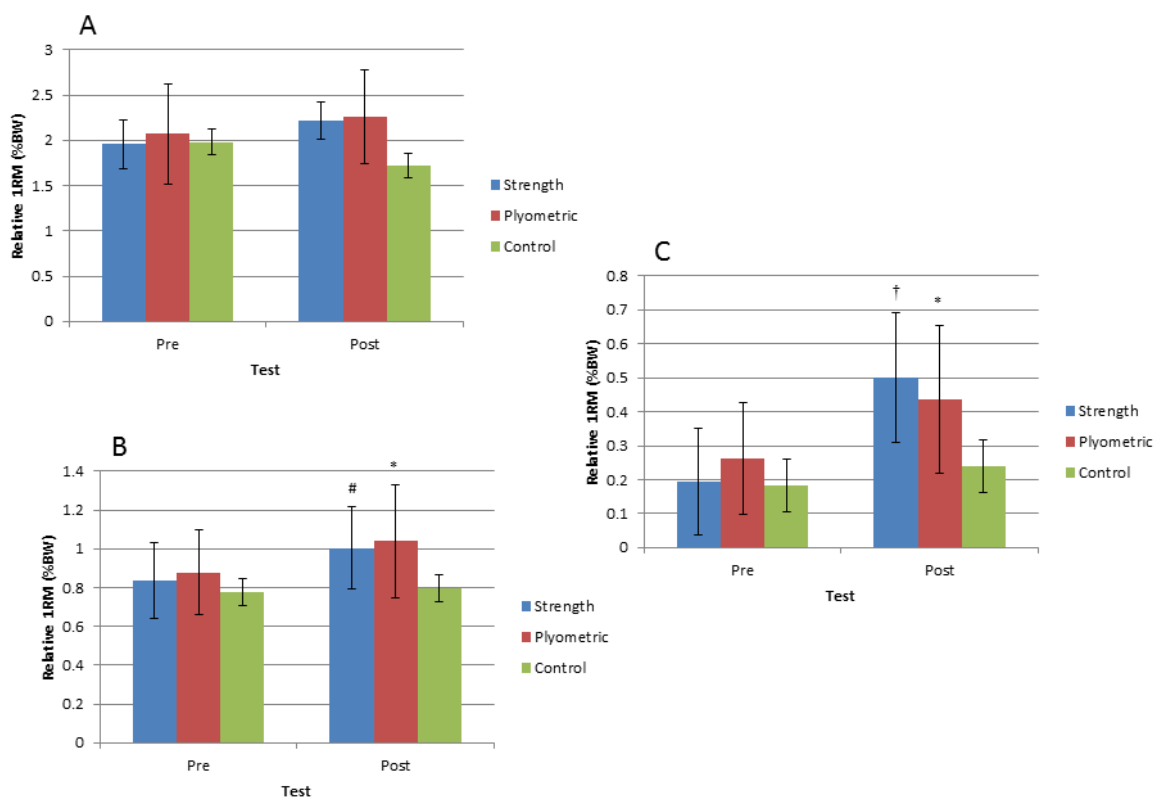 A
Relative 1RM (%BW)
3
2.5
2
1.5
1
0.5
0
Pre
Post
Test
Strength
Plyometric
Control
B
Relative 1RM (%BW)
1.4
1.2
1
0.8
0.6
0.4
0.2
0
#
*
Pre
Post
Test
Strength
Plyometric
Control
C
Relative 1RM (%BW)
0.8
0.7
0.6
0.5
0.4
0.3
0.2
0.1
0
†
*
Pre
Post
Test
Strength
Plyometric
Control